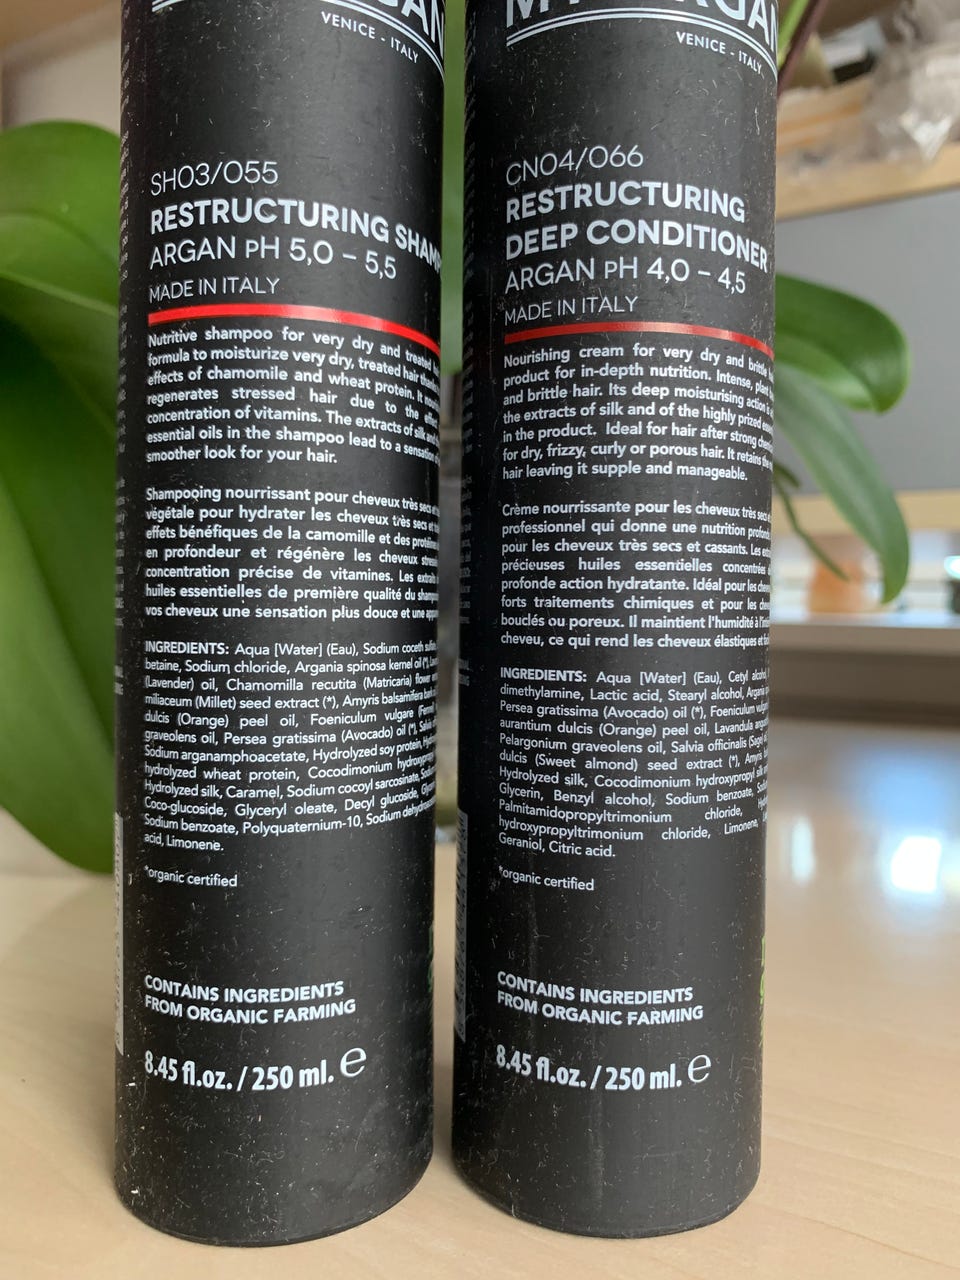 VENICE - ITALY
SH03/055
RESTRUCTURING
ARGAN pH 5,0 - 5,5
MADE IN ITALY
Nutritive shampoo for very dry and treated
formula to moisturize very dry, treated hair
effects of chamomile and wheat protein. It
regenerates stressed hair due to the
concentration of vitamins. The extracts of silk
essential oils in the shampoo lead to a sensation
smoother look for your hair.
Shampooing nourrissant pour cheveux très secs
végétale pour hydrater les cheveux très secs et
effets bénéfiques de la camomille et des
en profondeur et régénère les cheveux
concentration précise de vitamines. Les
huiles essentielles de première qualité du
vos cheveux une sensation plus douce et une
INGREDIENTS: Aqua [Water] (Eau), Sodium coceth
betaine, Sodium chloride, Argania spinosa kernel oil (*),
(Lavender) oil, Chamomilla recutita (Matricaria) flower
miliaceum (Millet) seed extract (*), Amyris balsamifera
dulcis (Orange) peel oil, Foeniculum vulgare
graveolens oil, Persea gratissima (Avocado) oil (*),
Sodium arganamphoacetate, Hydrolyzed soy protein,
hydrolyzed wheat protein, Cocodimonium
Hydrolyzed silk, Caramel, Sodium cocoyl sarcosinate,
Coco-glucoside, Glyceryl oleate, Decyl glucoside,
Sodium benzoate, Polyquaternium-10, Sodium
acid, Limonene.
*organic certified
CONTAINS INGREDIENTS
FROM ORGANIC FARMING
8.45 fl.oz. / 250 ml. ℮
VENICE - ITALY
CN04/066
RESTRUCTURING
DEEP CONDITIONER
ARGAN pH 4,0 - 4,5
MADE IN ITALY
Nourishing cream for very dry and brittle
product for in-depth nutrition. Intense, plant
and brittle hair. Its deep moisturising action
the extracts of silk and of the highly prized
in the product. Ideal for hair after strong
for dry, frizzy, curly or porous hair. It retains the
hair leaving it supple and manageable.
Crème nourrissante pour les cheveux très secs
professionnel qui donne une nutrition
pour les cheveux très secs et cassants. Les
précieuses huiles essentielles concentrées
profonde action hydratante. Idéal pour les
forts traitements chimiques et pour les
bouclés ou poreux. Il maintient l'humidité à
cheveu, ce qui rend les cheveux élastiques et
INGREDIENTS: Aqua [Water] (Eau), Cetyl alcohol
dimethylamine, Lactic acid, Stearyl alcohol,
Persea gratissima (Avocado) oil (*), Foeniculum
aurantium dulcis (Orange) peel oil, Lavandula
Pelargonium graveolens oil, Salvia officinalis (Sage)
dulcis (Sweet almond) seed extract (*),
Hydrolyzed silk, Cocodimonium hydroxypropyl
Glycerin, Benzyl alcohol, Sodium benzoate,
Palmitamidopropyltrimonium chloride,
hydroxypropyltrimonium chloride, Limonene,
Geraniol, Citric acid.
*organic certified
CONTAINS INGREDIENTS
FROM ORGANIC FARMING
8.45 fl.oz. / 250 ml. ℮